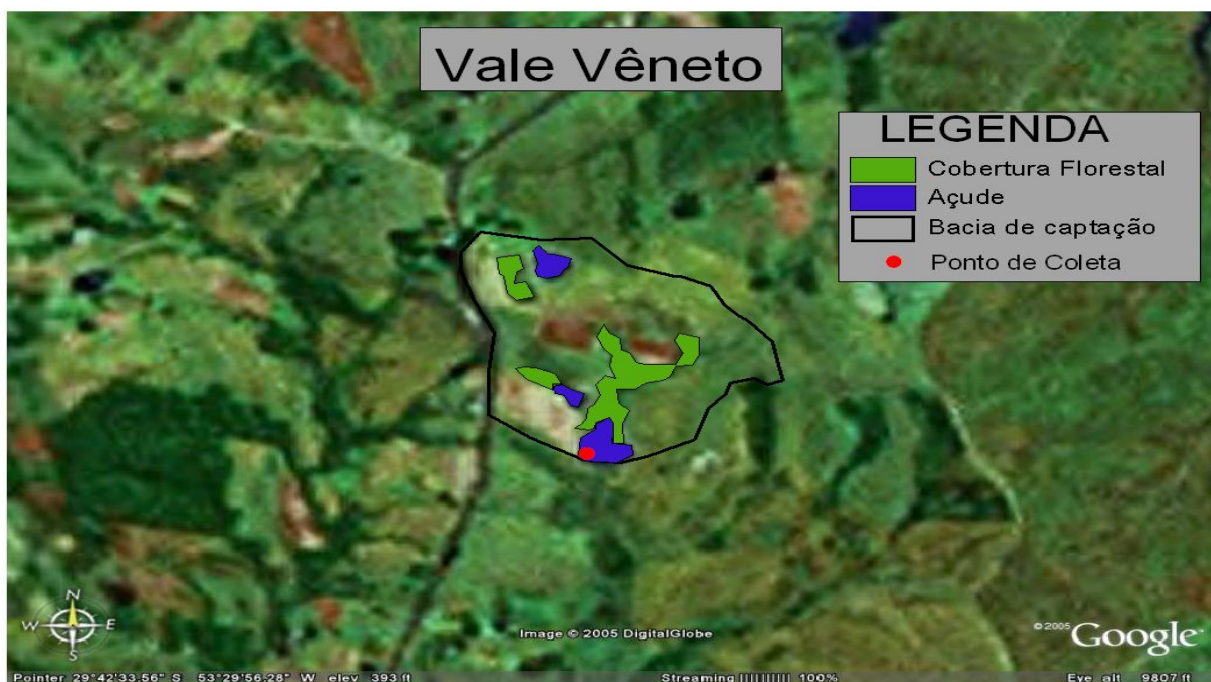 Vale Vêneto
LEGENDA
Cobertura Florestal
Açude
Bacia de captação
Ponto de Coleta
N
W E
S
Image © 2005 DigitalGlobe
© 2005 Google™
Pointer 29°42'33.56" S 53°29'56.28" W elev 393 ft Streaming |||||||||| 100% Eye alt 9807 ft